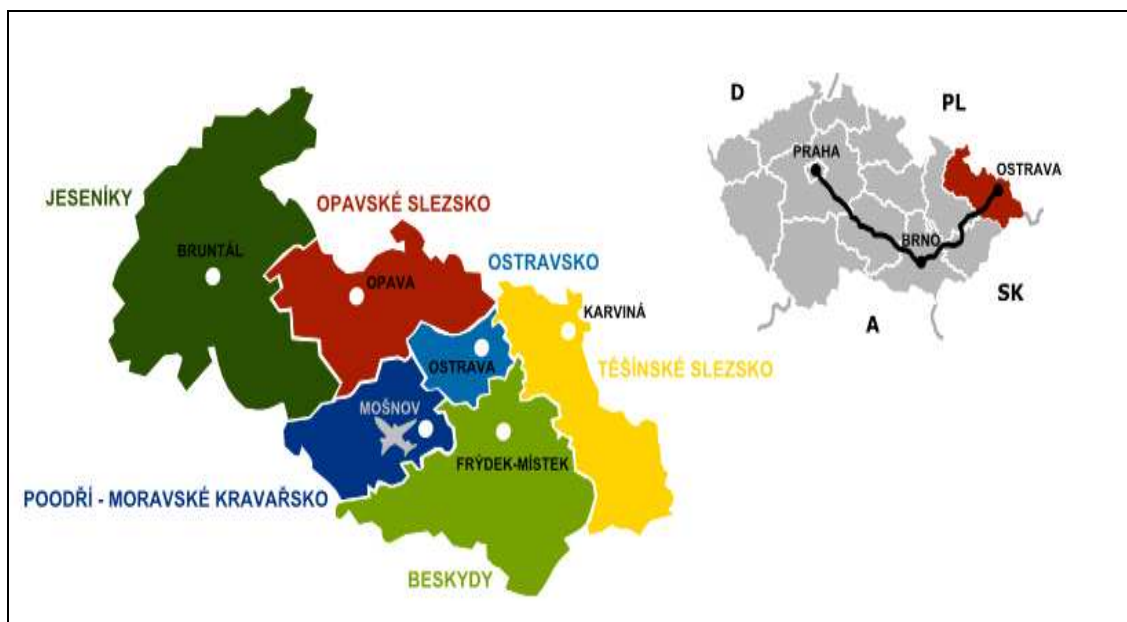 JESENÍKY
BRUNTÁL
OPAVSKÉ SLEZSKO
OPAVA
OSTRAVSKO
OSTRAVA
KARVINÁ
TĚŠÍNSKÉ SLEZSKO
MOŠNOV
FRÝDEK-MÍSTEK
POODŘÍ - MORAVSKÉ KRAVAŘSKO
BESKYDY
D
PL
PRAHA
OSTRAVA
BRNO
SK
A